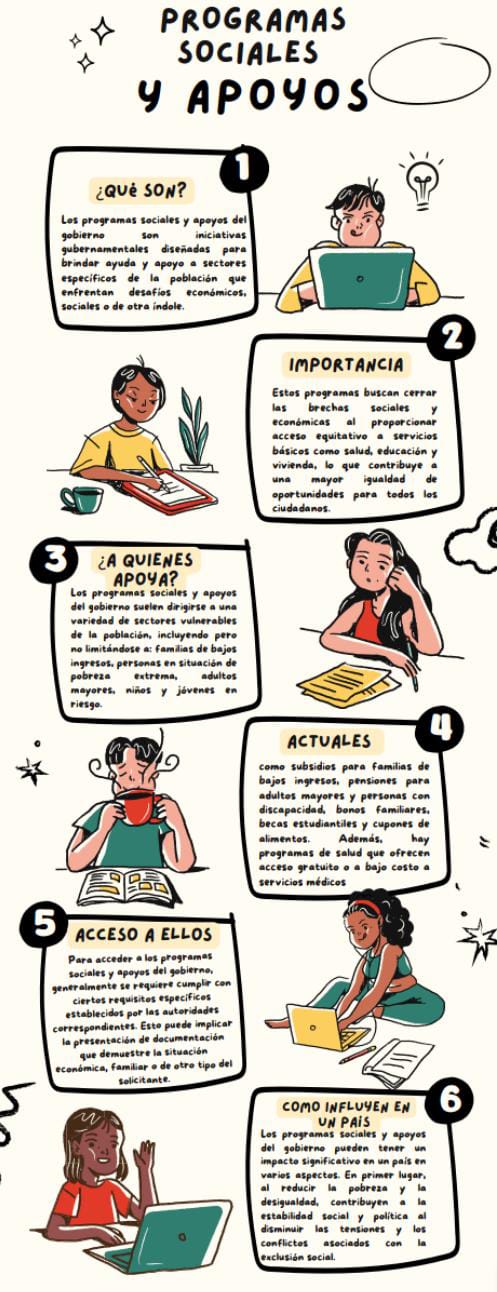 PROGRAMAS
SOCIALES
Y APOYOS
1
¿QUÉ SON?
Los programas sociales y apoyos del
gobierno son iniciativas
gubernamentales diseñadas para
brindar ayuda y apoyo a sectores
específicos de la población que
enfrentan desafíos económicos,
sociales o de otra índole.
2
IMPORTANCIA
Estos programas buscan cerrar
las brechas sociales y
económicas al proporcionar
acceso equitativo a servicios
básicos como salud, educación y
vivienda, lo que contribuye a
una mayor igualdad de
oportunidades para todos los
ciudadanos.
3
¿A QUIENES
APOYA?
Los programas sociales y apoyos
del gobierno suelen dirigirse a una
variedad de sectores vulnerables
de la población, incluyendo pero
no limitándose a: familias de bajos
ingresos, personas en situación de
pobreza extrema, adultos
mayores, niños y jóvenes en
riesgo.
4
ACTUALES
como subsidios para familias de
bajos ingresos, pensiones para
adultos mayores y personas con
discapacidad, bonos familiares,
becas estudiantiles y cupones de
alimentos. Además, hay
programas de salud que ofrecen
acceso gratuito o a bajo costo a
servicios médicos
5
ACCESO A ELLOS
Para acceder a los programas
sociales y apoyos del gobierno,
generalmente se requiere cumplir con
ciertos requisitos específicos
establecidos por las autoridades
correspondientes. Esto puede implicar
la presentación de documentación
que demuestre la situación
económica, familiar o de otro tipo del
solicitante.
6
COMO INFLUYEN EN
UN PAÍS
Los programas sociales y apoyos
del gobierno pueden tener un
impacto significativo en un país en
varios aspectos. En primer lugar,
al reducir la pobreza y la
desigualdad, contribuyen a la
estabilidad social y política al
disminuir las tensiones y los
conflictos asociados con la
exclusión social.